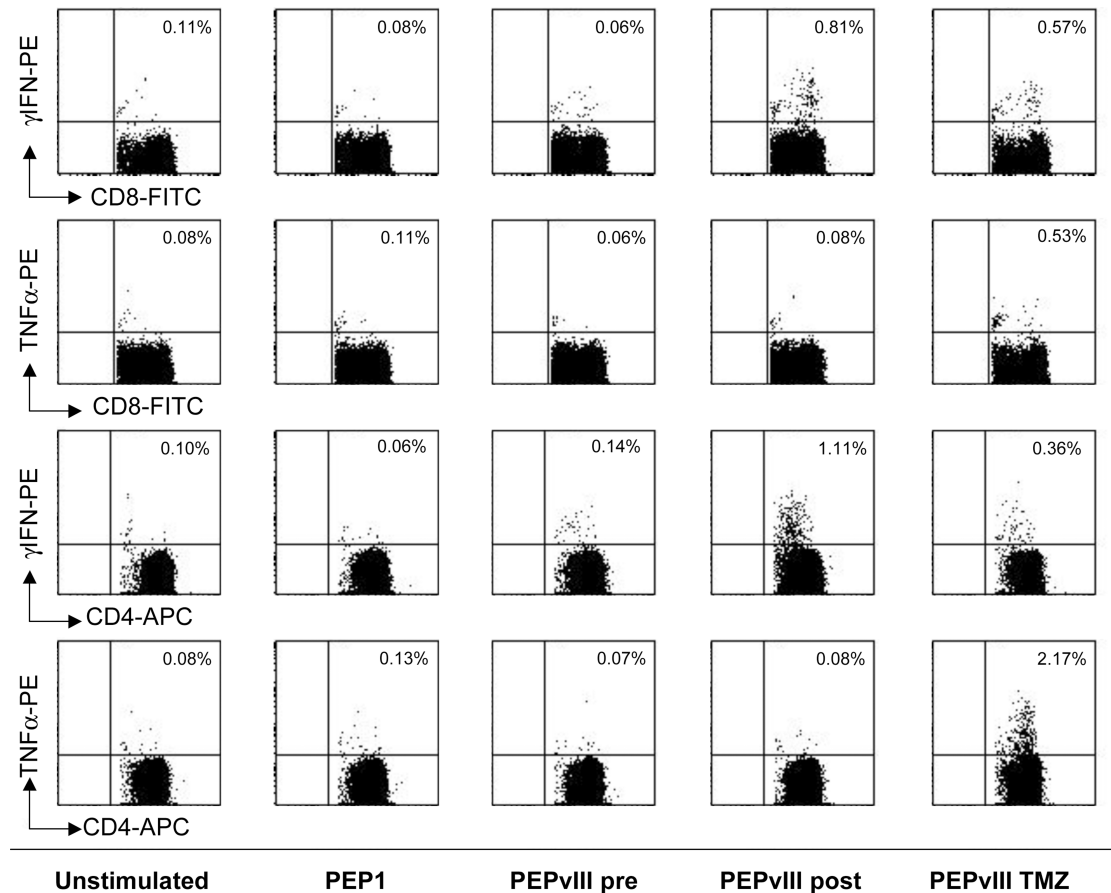 γIFN-PE
0.11%
0.08%
0.06%
0.81%
0.57%
CD8-FITC
TNFα-PE
0.08%
0.11%
0.06%
0.08%
0.53%
CD8-FITC
γIFN-PE
0.10%
0.06%
0.14%
1.11%
0.36%
CD4-APC
TNFα-PE
0.08%
0.13%
0.07%
0.08%
2.17%
CD4-APC
Unstimulated
PEP1
PEPvIII pre
PEPvIII post
PEPvIII TMZ